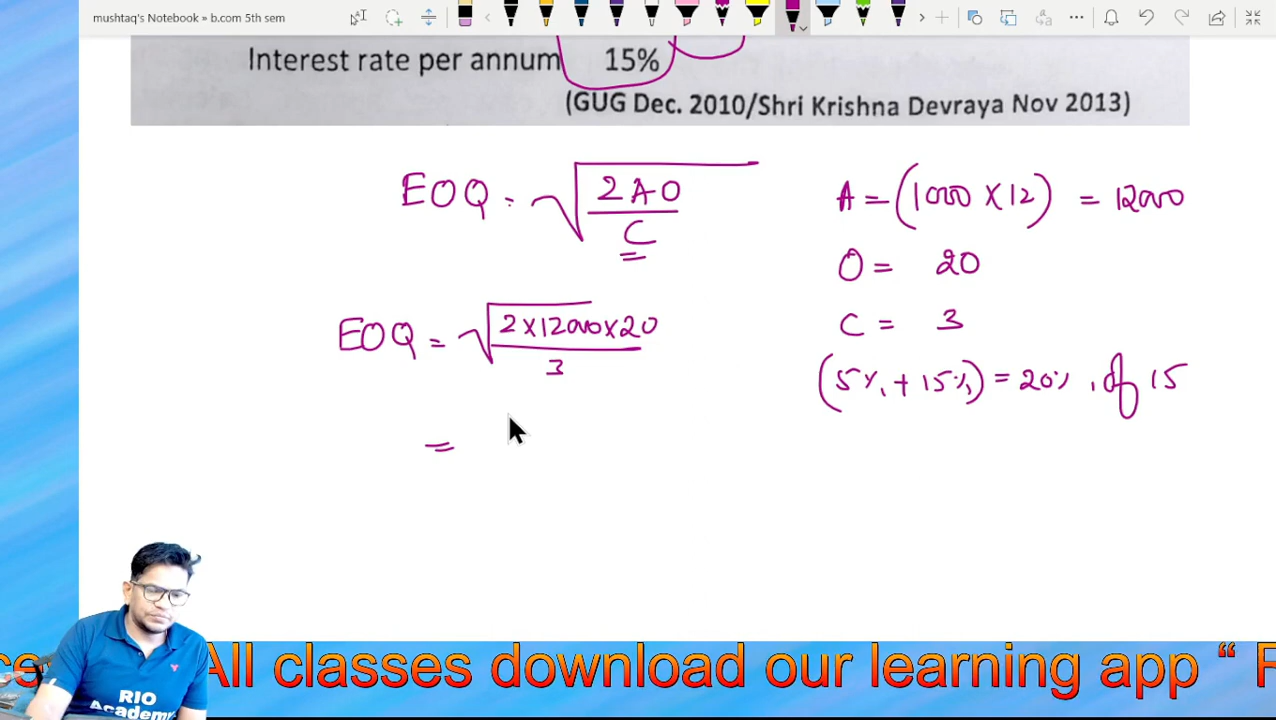 mushtaq's Notebook » b.com 5th sem
Interest rate per annum 15%
(GUG Dec. 2010/Shri Krishna Devraya Nov 2013)
EOQ = √ 2AO / C
A = (1000 × 12) = 12000
O = 20
C = 3
(5% + 15%) = 20% of 15
EOQ = √ 2×12000×20 / 3
=
RIO
Academy
All classes download our learning app “